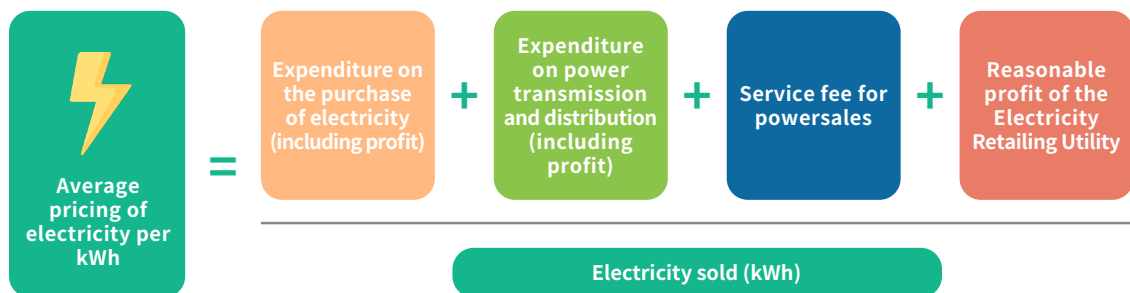 Average
pricing of
electricity per
kWh
=
Expenditure on
the purchase
of electricity
(including profit)
+
Expenditure
on power
transmission
and distribution
(including
profit)
+
Service fee for
powersales
+
Reasonable
profit of the
Electricity
Retailing Utility
Electricity sold (kWh)